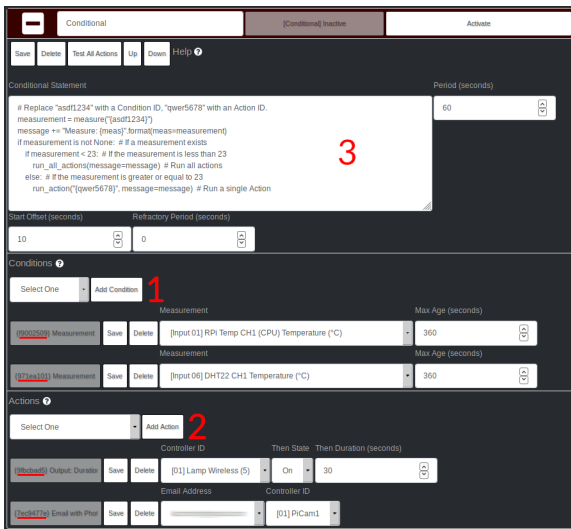 Conditional [Conditional] Inactive Activate
Save Delete Test All Actions Up Down Help ?
Conditional Statement Period (seconds)
# Replace "asdf1234" with a Condition ID, "qwer5678" with an Action ID. 60
measurement = measure("{asdf1234}")
message += "Measure: {meas}".format(meas=measurement)
if measurement is not None: # If a measurement exists
if measurement < 23: # If the measurement is less than 23
run_all_actions(message=message) # Run all actions
else: # If the measurement is greater or equal to 23
run_action("{qwer5678}", message=message) # Run a single Action
3
Start Offset (seconds) Refractory Period (seconds)
10 0
Conditions ?
Select One Add Condition 1
Measurement Max Age (seconds)
{f9002509} Measurement Save Delete [Input 01] RPi Temp CH1 (CPU) Temperature (°C) 360
Measurement Max Age (seconds)
{971ea101} Measurement Save Delete [Input 06] DHT22 CH1 Temperature (°C) 360
Actions ?
Select One Add Action 2
Controller ID Then State Then Duration (seconds)
{9fbcbad5} Output: Duration Save Delete [01] Lamp Wireless (5) On 30
Email Address Controller ID
{7ec9477e} Email with Phot Save Delete [01] PiCam1